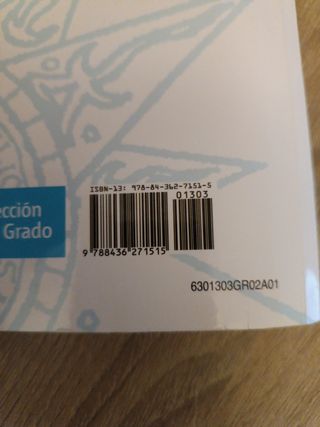 ISBN-13: 978-84-362-7151-5
01303
ección
Grado
9 788436 271515
6301303GR02A01